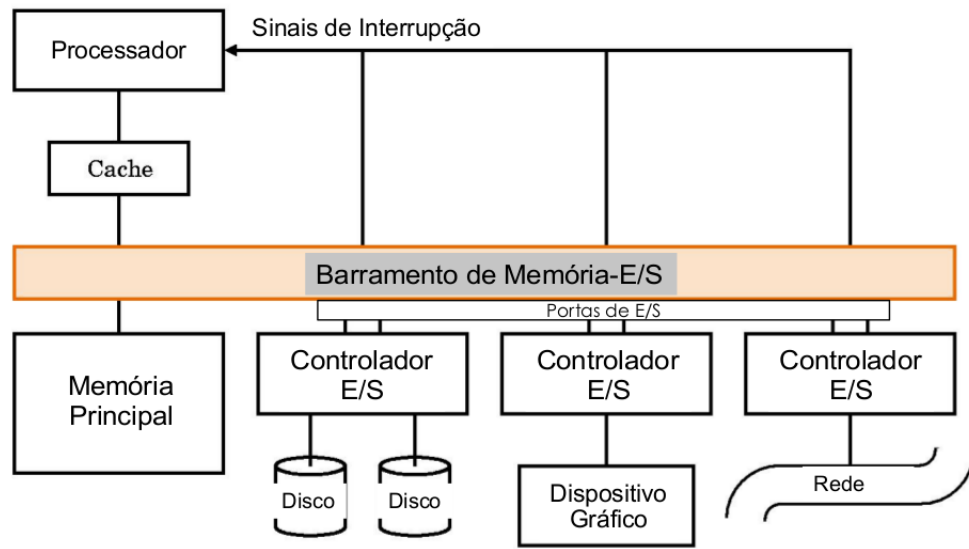 Sinais de Interrupção
Processador
Cache
Barramento de Memória-E/S
Portas de E/S
Memória
Principal
Controlador
E/S
Controlador
E/S
Controlador
E/S
Disco
Disco
Dispositivo
Gráfico
Rede